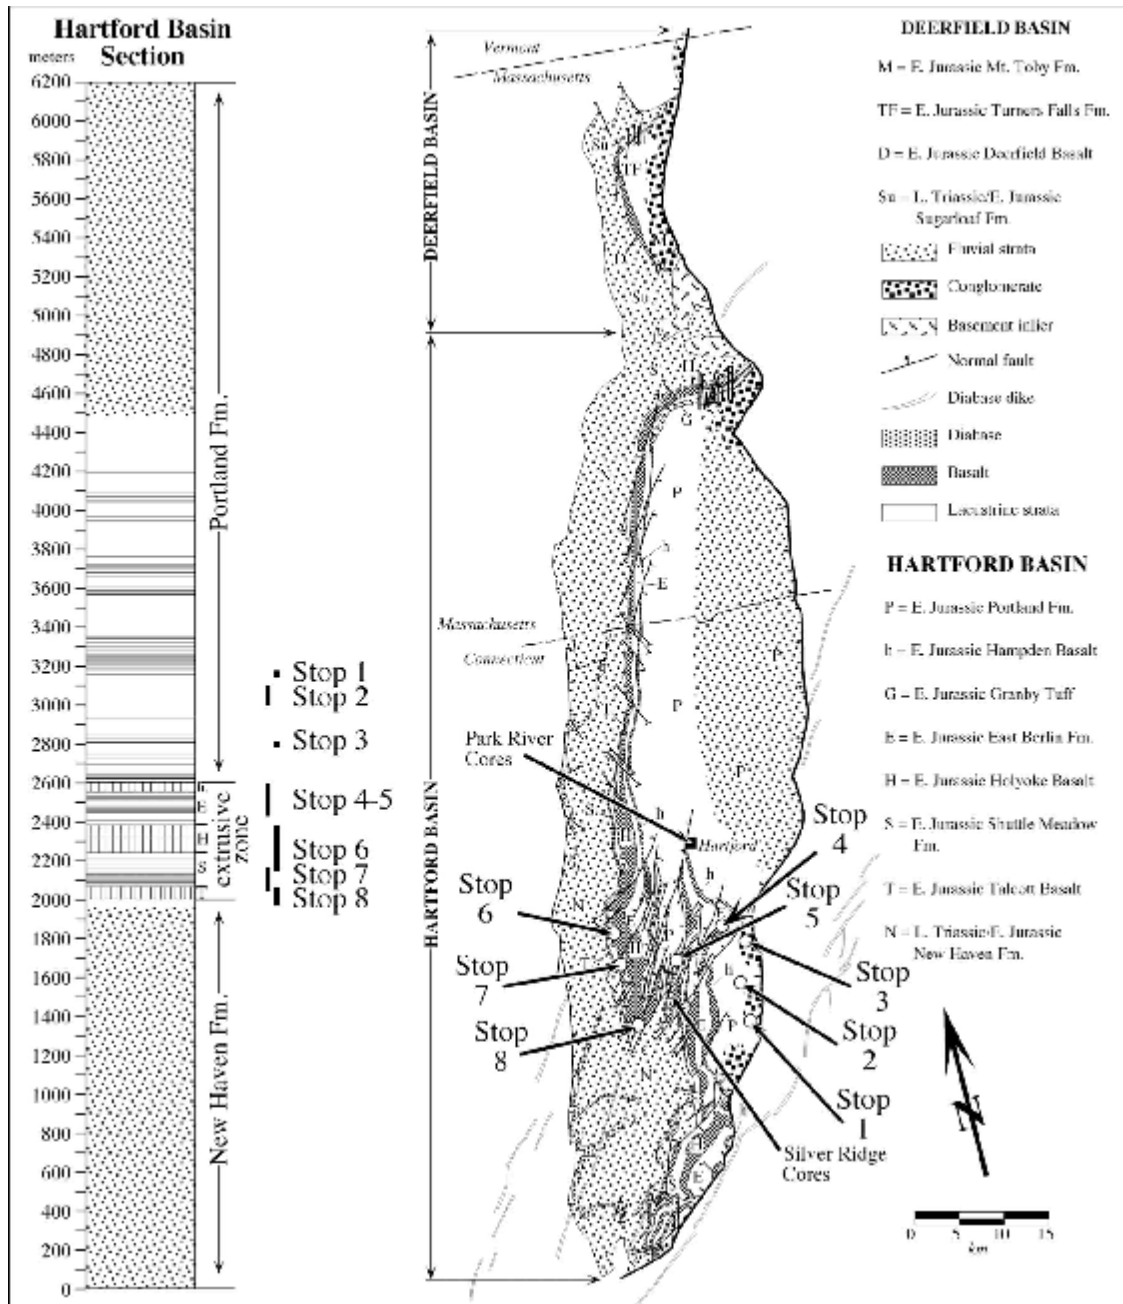 Hartford Basin
Section
meters
6200
6000
5800
5600
5400
5200
5000
4800
4600
4400
4200
4000
3800
3600
3400
3200
3000
2800
2600
2400
2200
2000
1800
1600
1400
1200
1000
800
600
400
200
0
Portland Fm.
h
E
H
S
extrusive
zone
New Haven Fm.
Stop 1
Stop 2
Stop 3
Stop 4-5
Stop 6
Stop 7
Stop 8
DEERFIELD BASIN
HARTFORD BASIN
Vermont
Massachusetts
Su
TF
M
D
Su
S
H
G
P
h
E
Massachusetts
Connecticut
P
P
P
Park River
Cores
Hartford
h
h
Stop
4
Stop
5
Stop
6
Stop
7
Stop
8
Stop
3
Stop
2
Stop
1
N
H
h
P
N
E
Silver Ridge
Cores
DEERFIELD BASIN
M = E. Jurassic Mt. Toby Fm.
TF = E. Jurassic Turners Falls Fm.
D = E. Jurassic Deerfield Basalt
Su = L. Triassic/E. Jurassic
Sugarloaf Fm.
Fluvial strata
Conglomerate
Basement inlier
Normal fault
Diabase dike
Diabase
Basalt
Lacustrine strata
HARTFORD BASIN
P = E. Jurassic Portland Fm.
h = E. Jurassic Hampden Basalt
G = E. Jurassic Granby Tuff
E = E. Jurassic East Berlin Fm.
H = E. Jurassic Holyoke Basalt
S = E. Jurassic Shuttle Meadow
Fm.
T = E. Jurassic Talcott Basalt
N = L. Triassic/E. Jurassic
New Haven Fm.
N
0 5 10 15
km